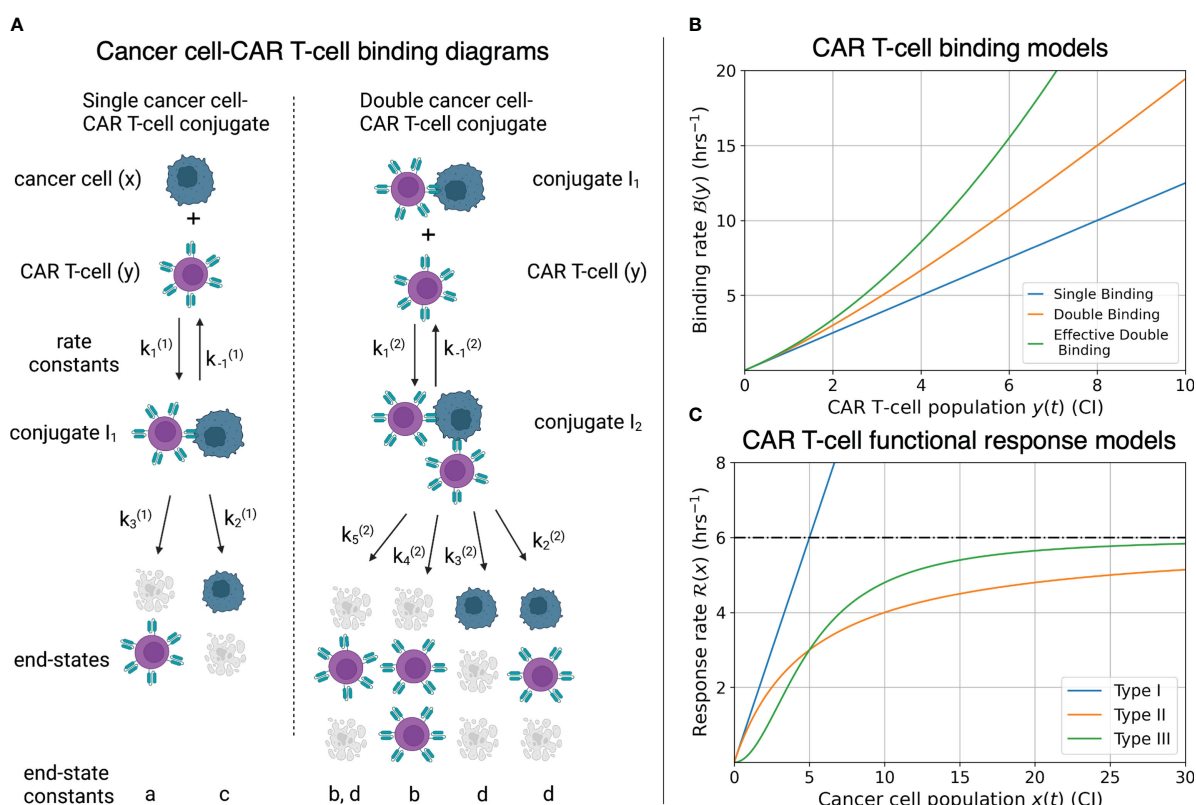 A
Cancer cell-CAR T-cell binding diagrams
Single cancer cell-
CAR T-cell conjugate
Double cancer cell-
CAR T-cell conjugate
cancer cell (x)
+
CAR T-cell (y)
rate
constants
k₁⁽¹⁾
k₋₁⁽¹⁾
conjugate I₁
k₃⁽¹⁾
k₂⁽¹⁾
end-states
end-state
constants
a
c
conjugate I₁
+
CAR T-cell (y)
k₁⁽²⁾
k₋₁⁽²⁾
conjugate I₂
k₅⁽²⁾
k₄⁽²⁾
k₃⁽²⁾
k₂⁽²⁾
b, d
b
d
d
B
CAR T-cell binding models
Binding rate B(y) (hrs⁻¹)
20
15
10
5
0 2 4 6 8 10
CAR T-cell population y(t) (CI)
Single Binding
Double Binding
Effective Double
Binding
C
CAR T-cell functional response models
Response rate R(x) (hrs⁻¹)
8
6
4
2
0 5 10 15 20 25 30
Cancer cell population x(t) (CI)
Type I
Type II
Type III